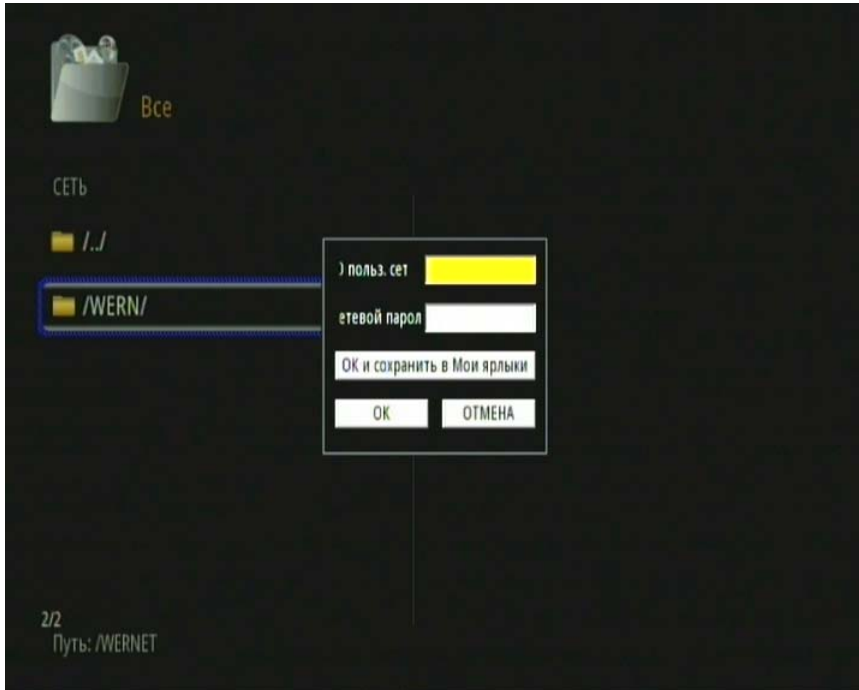 Все
СЕТЬ
/../
/WERN/
Э польз. сет
етевой парол
ОК и сохранить в Мои ярлыки
ОК
ОТМЕНА
2/2
Путь: /WERNET